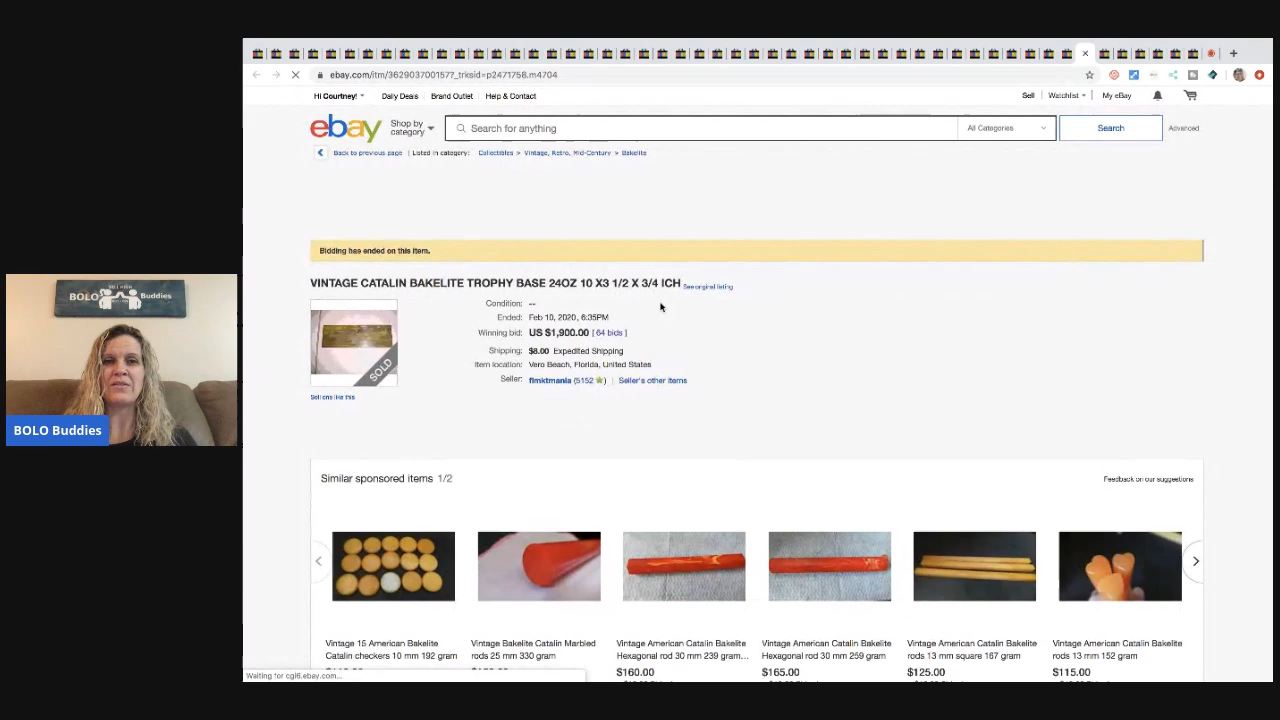 ebay.com/itm/362903700157?_trksid=p2471758.m4704
Hi Courtney! Daily Deals Brand Outlet Help & Contact Sell Watchlist My eBay
ebay Shop by category Search for anything All Categories Search Advanced
Back to previous page | Listed in category: Collectibles > Vintage, Retro, Mid-Century > Bakelite
Bidding has ended on this item.
VINTAGE CATALIN BAKELITE TROPHY BASE 24OZ 10 X3 1/2 X 3/4 ICH See original listing
Condition: --
Ended: Feb 10, 2020, 6:35PM
Winning bid: US $1,900.00 [ 64 bids ]
Shipping: $8.00 Expedited Shipping
Item location: Vero Beach, Florida, United States
Seller: flmktmania (5152 ) | Seller's other items
SOLD
Sell one like this
BOLO Buddies
BOLO Buddies
Similar sponsored items 1/2 Feedback on our suggestions
Vintage 15 American Bakelite
Catalin checkers 10 mm 192 gram
Vintage Bakelite Catalin Marbled
rods 25 mm 330 gram
Vintage American Catalin Bakelite
Hexagonal rod 30 mm 239 gram...
$160.00
Vintage American Catalin Bakelite
Hexagonal rod 30 mm 259 gram
$165.00
Vintage American Catalin Bakelite
rods 13 mm square 167 gram
$125.00
Vintage American Catalin Bakelite
rods 13 mm 152 gram
$115.00
Waiting for cgi6.ebay.com...